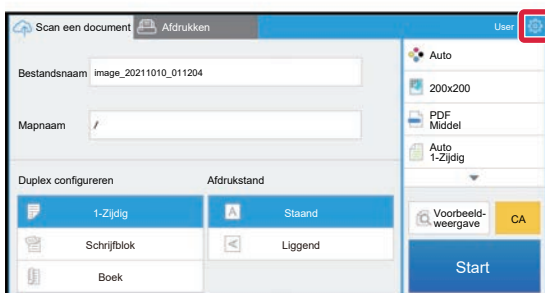 Scan een document
Afdrukken
User
Bestandsnaam
image_20211010_011204
Mapnaam
/
Duplex configureren
Afdrukstand
1-Zijdig
Staand
Schrijfblok
Liggend
Boek
Auto
200x200
PDF
Middel
Auto
1-Zijdig
Voorbeeld-
weergave
CA
Start